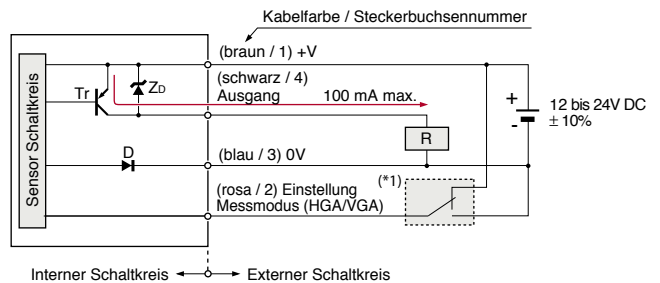 Kabelfarbe / Steckerbuchsennummer
(braun / 1) +V
(schwarz / 4)
Tr
ZD
Ausgang 100 mA max.
Sensor Schaltkreis
+
12 bis 24V DC
-
± 10%
R
D
(blau / 3) 0V
(*1)
(rosa / 2) Einstellung
Messmodus (HGA/VGA)
Interner Schaltkreis
Externer Schaltkreis